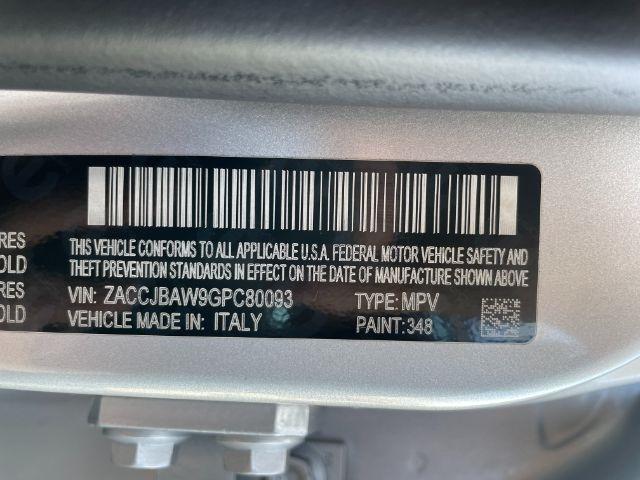 RES
THIS VEHICLE CONFORMS TO ALL APPLICABLE U.S.A. FEDERAL MOTOR VEHICLE SAFETY AND
OLD
THEFT PREVENTION STANDARDS IN EFFECT ON THE DATE OF MANUFACTURE SHOWN ABOVE
RES
VIN: ZACCJBAW9GPC80093 TYPE: MPV
OLD
VEHICLE MADE IN: ITALY PAINT: 348